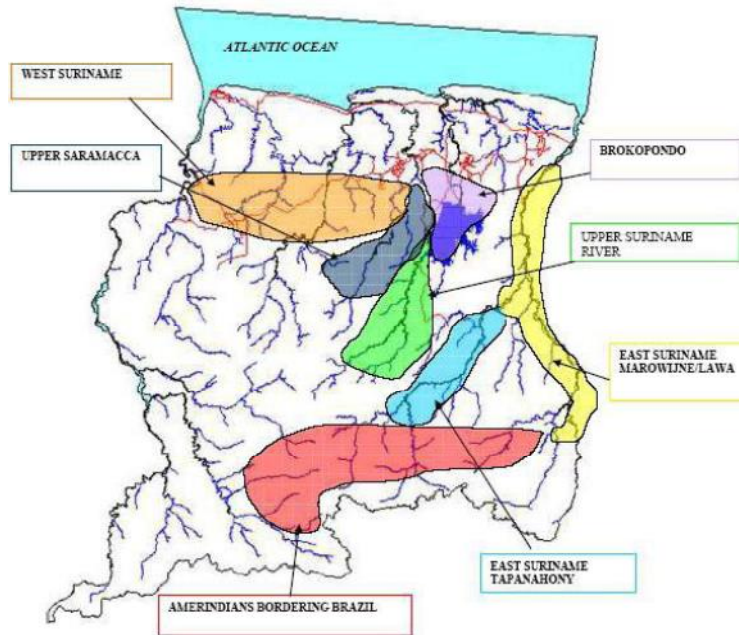 ATLANTIC OCEAN
WEST SURINAME
UPPER SARAMACCA
BROKOPONDO
UPPER SURINAME
RIVER
EAST SURINAME
MAROWIJNE/LAWA
EAST SURINAME
TAPANAHONY
AMERINDIANS BORDERING BRAZIL